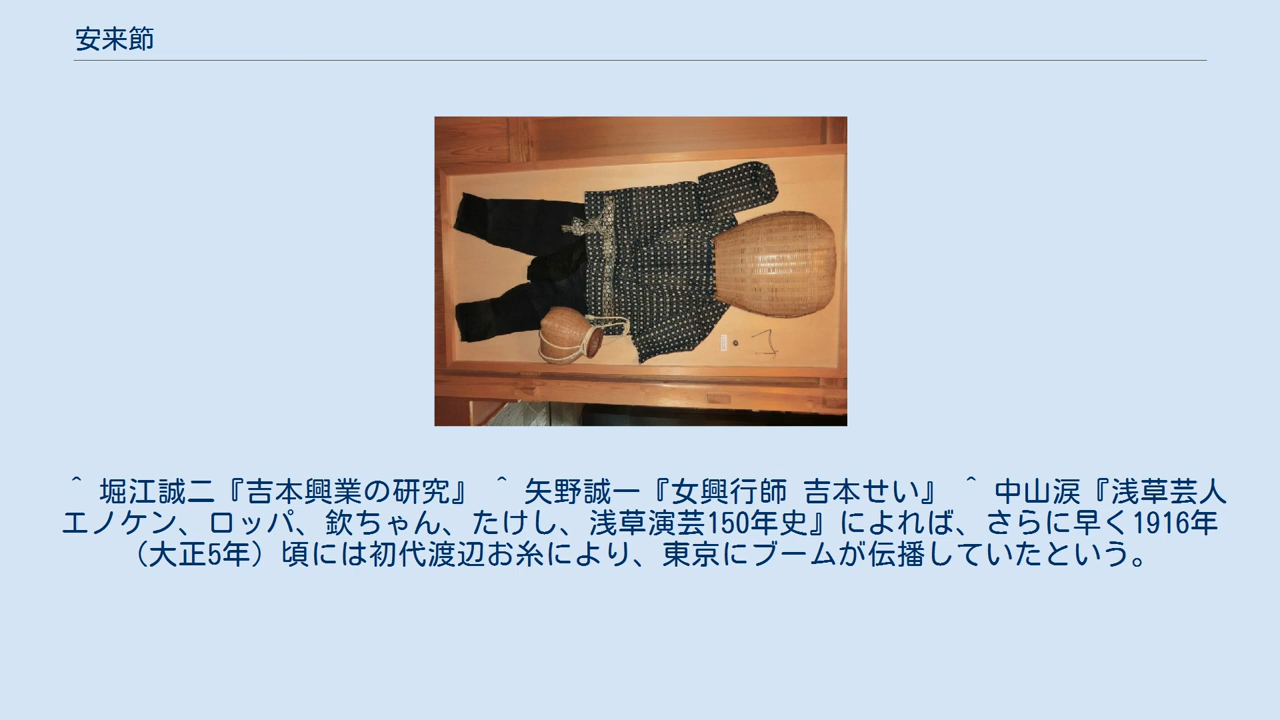 安来節
＾ 堀江誠二『吉本興業の研究』 ＾ 矢野誠一『女興行師 吉本せい』 ＾ 中山涙『浅草芸人
エノケン、ロッパ、欽ちゃん、たけし、浅草演芸150年史』によれば、さらに早く1916年
（大正5年）頃には初代渡辺お糸により、東京にブームが伝播していたという。